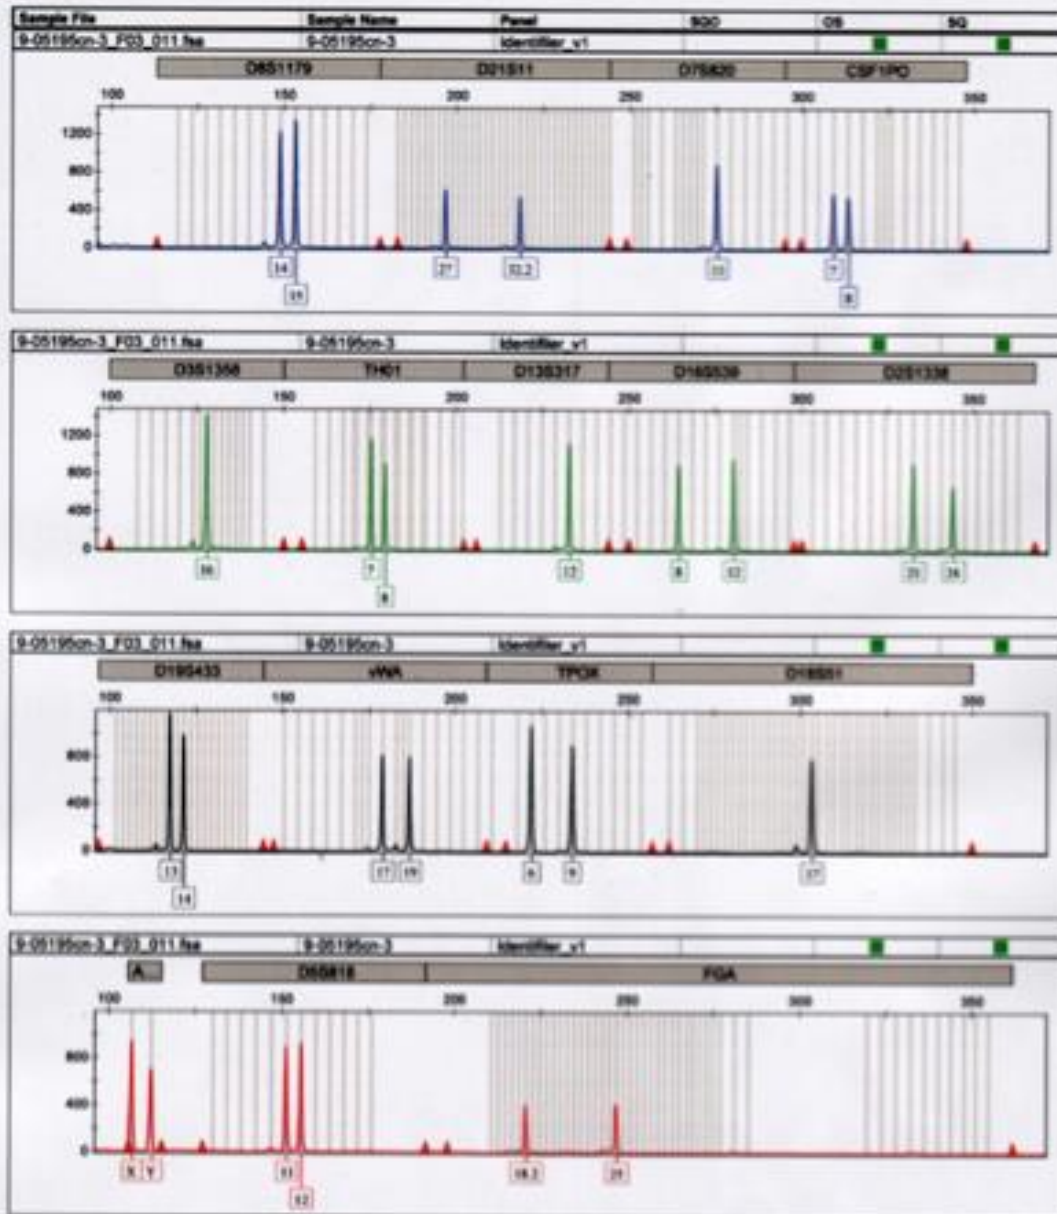 Sample File Sample Name Panel SQO OS SQ
9-05195cn-3_F03_011.fsa 9-05195cn-3 Identifiler_v1
D8S1179 D21S11 D7S820 CSF1PO
100 150 200 250 300 350
1200
800
400
0
14 27 32.2 7
15 8
9-05195cn-3_F03_011.fsa 9-05195cn-3 Identifiler_v1
D3S1358 TH01 D13S317 D16S539 D2S1338
100 150 200 250 300 350
1200
800
400
0
16 7 12 8 12
8
9-05195cn-3_F03_011.fsa 9-05195cn-3 Identifiler_v1
D19S433 vWA TPOX D18S51
100 150 200 250 300 350
800
400
0
13 17 19 6 9 17
14
9-05195cn-3_F03_011.fsa 9-05195cn-3 Identifiler_v1
A... D5S818 FGA
100 150 200 250 300 350
800
400
0
X Y 11 18.2
12